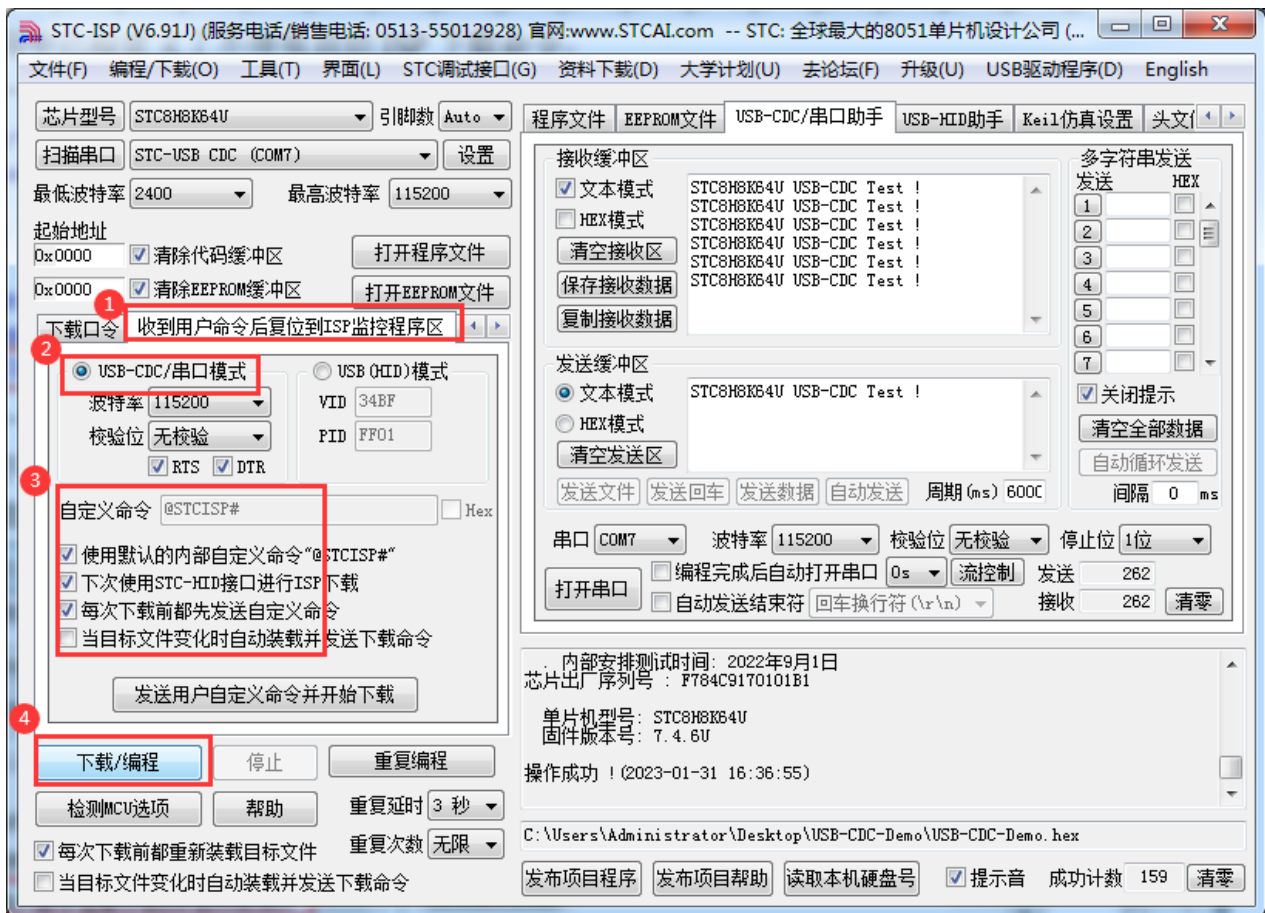 STC-ISP (V6.91J) (服务电话/销售电话: 0513-55012928) 官网:www.STCAI.com -- STC: 全球最大的8051单片机设计公司 (...
文件(F) 编程/下载(O) 工具(T) 界面(L) STC调试接口(G) 资料下载(D) 大学计划(U) 去论坛(F) 升级(U) USB驱动程序(D) English
芯片型号 STC8H8K64U 引脚数 Auto
扫描串口 STC-USB CDC (COM7) 设置
最低波特率 2400 最高波特率 115200
起始地址
0x0000 清除代码缓冲区 打开程序文件
0x0000 清除EEPROM缓冲区 打开EEPROM文件
1
下载口令 收到用户命令后复位到ISP监控程序区
2
USB-CDC/串口模式 USB(HID)模式
波特率 115200 VID 34BF
校验位 无校验 PID FF01
RTS DTR
3
自定义命令 @STCISP# Hex
使用默认的内部自定义命令"@STCISP#"
下次使用STC-HID接口进行ISP下载
每次下载前都先发送自定义命令
当目标文件变化时自动装载并发送下载命令
发送用户自定义命令并开始下载
4
下载/编程 停止 重复编程
检测MCU选项 帮助 重复延时 3 秒
每次下载前都重新装载目标文件 重复次数 无限
当目标文件变化时自动装载并发送下载命令
程序文件 EEPROM文件 USB-CDC/串口助手 USB-HID助手 Keil仿真设置
接收缓冲区
文本模式
HEX模式
清空接收区
保存接收数据
复制接收数据
STC8H8K64U USB-CDC Test !
STC8H8K64U USB-CDC Test !
STC8H8K64U USB-CDC Test !
STC8H8K64U USB-CDC Test !
STC8H8K64U USB-CDC Test !
STC8H8K64U USB-CDC Test !
发送缓冲区
文本模式
HEX模式
清空发送区
STC8H8K64U USB-CDC Test !
发送文件 发送回车 发送数据 自动发送 周期(ms)
多字符串发送
发送 HEX
1
2
3
4
5
6
7
关闭提示
清空全部数据
自动循环发送
间隔 0 ms
串口 COM7 波特率 115200 校验位 无校验 停止位 1位
打开串口 编程完成后自动打开串口 0s 流控制 发送 262
自动发送结束符 回车换行符(\r\n) 接收 262 清零
. 内部安排测试时间: 2022年9月1日
芯片出厂序列号 : F784C9170101B1
单片机型号: STC8H8K64U
固件版本号: 7.4.6U
操作成功 !(2023-01-31 16:36:55)
C:\Users\Administrator\Desktop\USB-CDC-Demo\USB-CDC-Demo.hex
发布项目程序 发布项目帮助 读取本机硬盘号 提示音 成功计数 159 清零